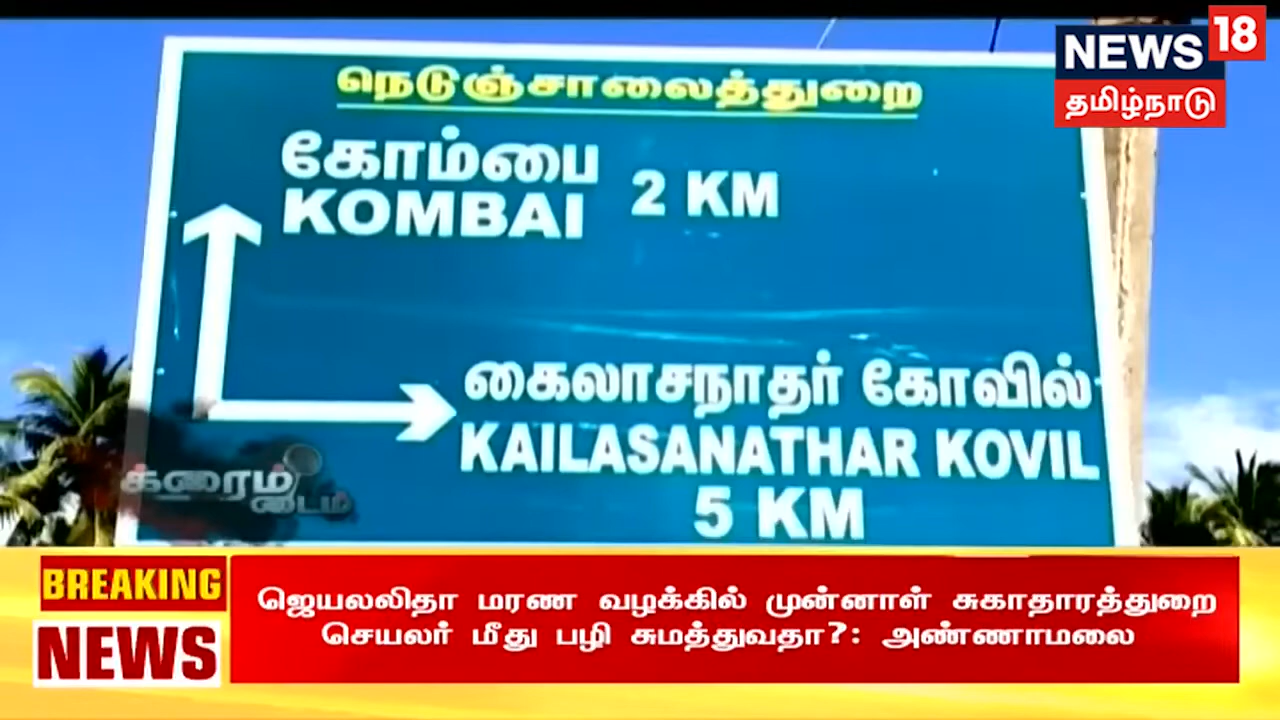 நெடுஞ்சாலைத்துறை
கோம்பை
KOMBAI 2 KM
கைலாசநாதர் கோவில்
KAILASANATHAR KOVIL
5 KM
NEWS 18
தமிழ்நாடு
க்ரைம்
டைம்
BREAKING
NEWS
ஜெயலலிதா மரண வழக்கில் முன்னாள் சுகாதாரத்துறை
செயலர் மீது பழி சுமத்துவதா?: அண்ணாமலை